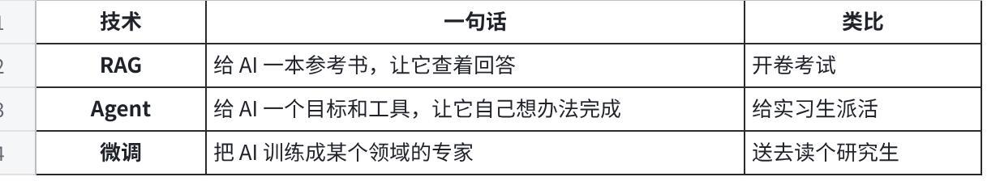 技术 一句话 类比
2 RAG 给 AI 一本参考书，让它查着回答 开卷考试
3 Agent 给 AI 一个目标和工具，让它自己想办法完成 给实习生派活
4 微调 把 AI 训练成某个领域的专家 送去读个研究生